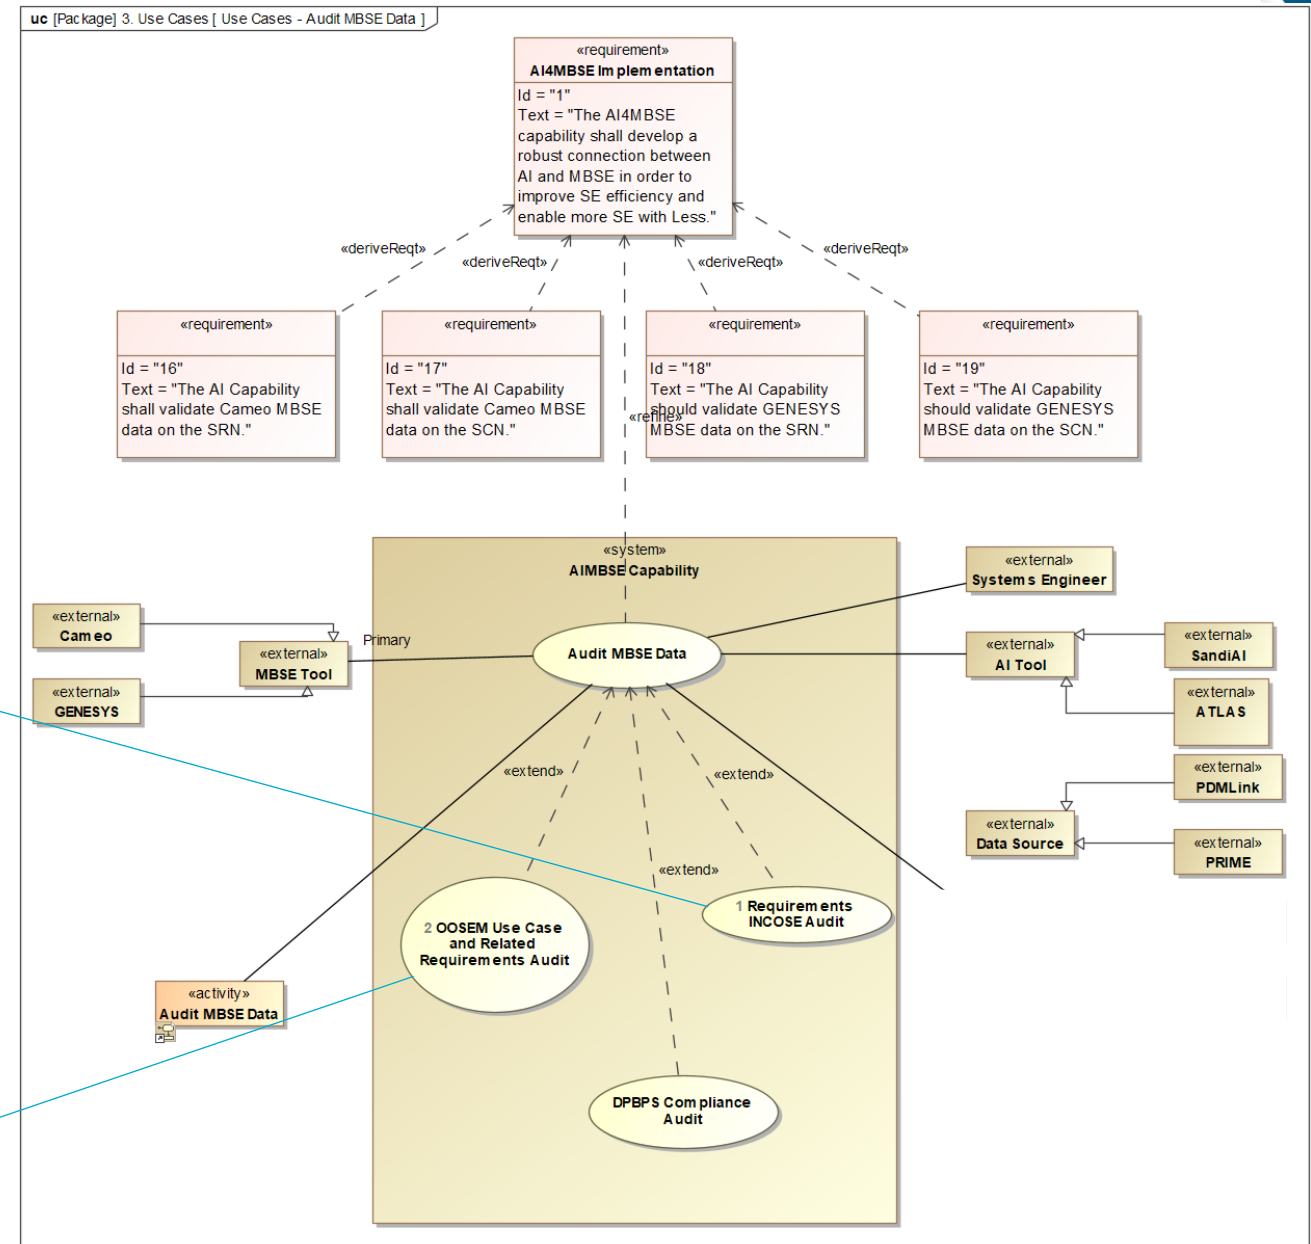 uc [Package] 3. Use Cases [ Use Cases - Audit MBSE Data ]
«requirement»
AI4MBSE Implementation
Id = "1"
Text = "The AI4MBSE
capability shall develop a
robust connection between
AI and MBSE in order to
improve SE efficiency and
enable more SE with Less."
«deriveReqt»
«deriveReqt»
«deriveReqt»
«deriveReqt»
«requirement»
Id = "16"
Text = "The AI Capability
shall validate Cameo MBSE
data on the SRN."
«requirement»
Id = "17"
Text = "The AI Capability
shall validate Cameo MBSE
data on the SCN."
«requirement»
Id = "18"
Text = "The AI Capability
should validate GENESYS
MBSE data on the SRN."
«requirement»
Id = "19"
Text = "The AI Capability
should validate GENESYS
MBSE data on the SCN."
«refine»
«system»
AIMBSE Capability
«external»
Cameo
«external»
GENESYS
«external»
MBSE Tool
Primary
Audit MBSE Data
«external»
Systems Engineer
«external»
AI Tool
«external»
SandiAI
«external»
ATLAS
«external»
PDMLink
«external»
Data Source
«external»
PRIME
«extend»
«extend»
«extend»
1 Requirements
INCOSE Audit
2 OOSEM Use Case
and Related
Requirements Audit
«activity»
Audit MBSE Data
DPBPS Compliance
Audit